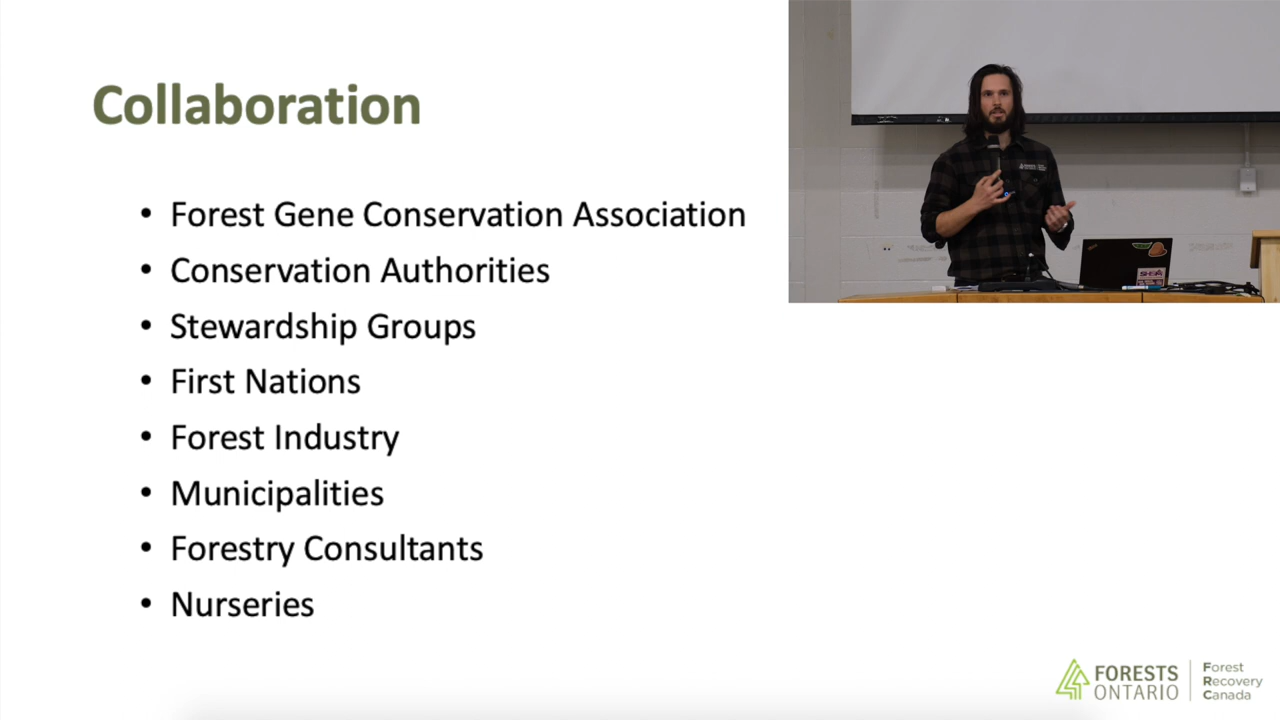 Collaboration
• Forest Gene Conservation Association
• Conservation Authorities
• Stewardship Groups
• First Nations
• Forest Industry
• Municipalities
• Forestry Consultants
• Nurseries
FORESTS
ONTARIO
Forest
Recovery
Canada